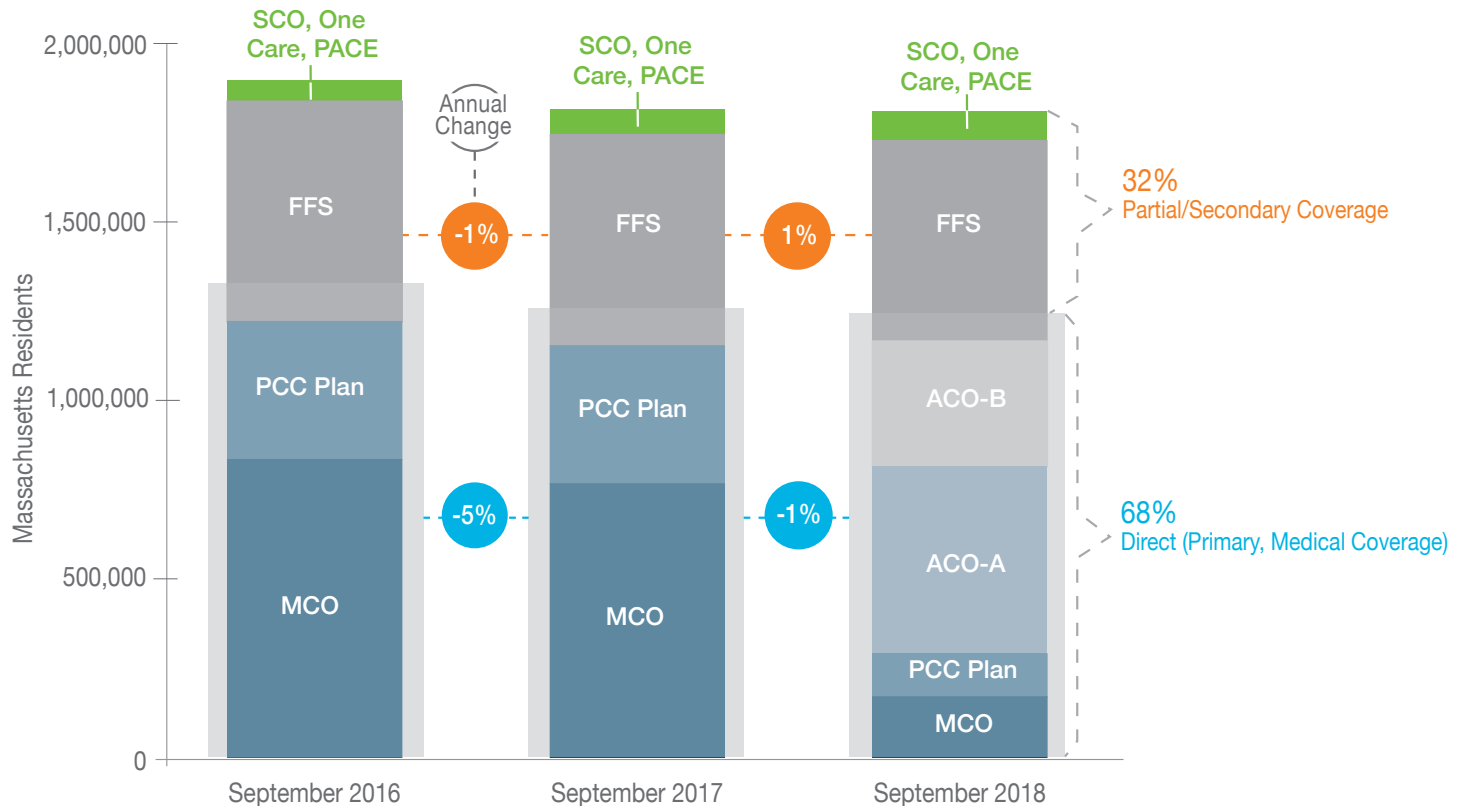 Massachusetts Residents
2,000,000
1,500,000
1,000,000
500,000
0
SCO, One
Care, PACE
FFS
PCC Plan
MCO
September 2016
Annual
Change
-1%
-5%
SCO, One
Care, PACE
FFS
PCC Plan
MCO
September 2017
1%
-1%
SCO, One
Care, PACE
FFS
ACO-B
ACO-A
PCC Plan
MCO
September 2018
32%
Partial/Secondary Coverage
68%
Direct (Primary, Medical Coverage)